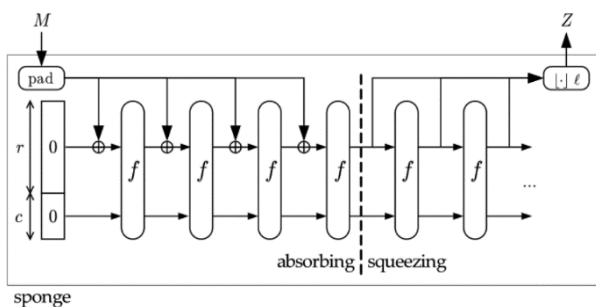 M Z
pad ⌊·⌋ ℓ
r 0 ⊕ ⊕ ⊕ ⊕
f f f f f f
...
c 0
absorbing squeezing
sponge